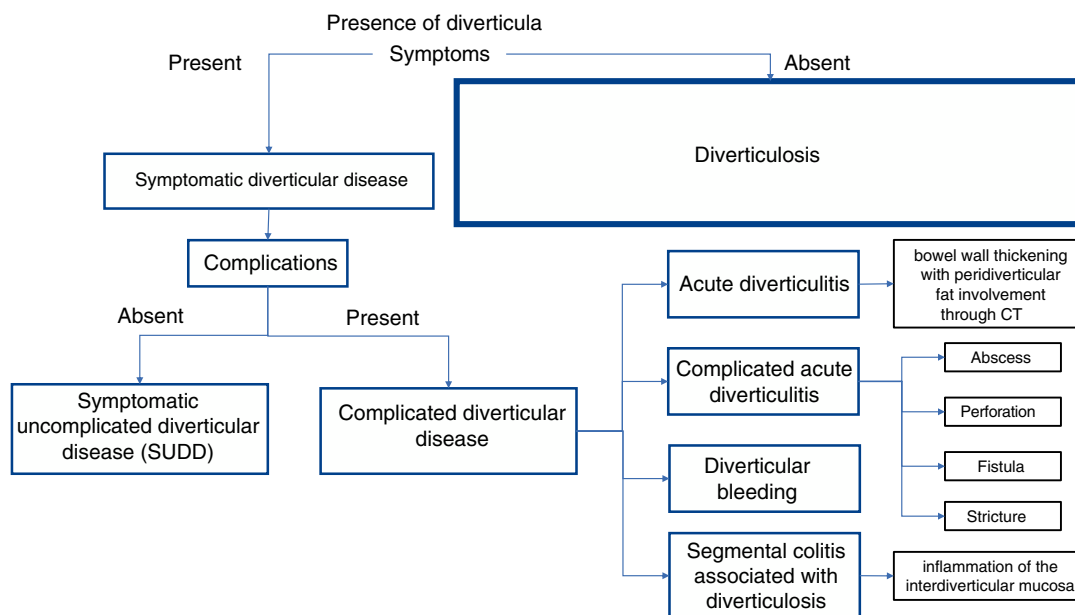 Presence of diverticula
Symptoms
Present
Absent
Diverticulosis
Symptomatic diverticular disease
Complications
Absent
Present
Symptomatic
uncomplicated diverticular
disease (SUDD)
Complicated diverticular
disease
Acute diverticulitis
bowel wall thickening
with peridiverticular
fat involvement
through CT
Complicated acute
diverticulitis
Abscess
Perforation
Fistula
Stricture
Diverticular
bleeding
Segmental colitis
associated with
diverticulosis
inflammation of the
interdiverticular mucosa